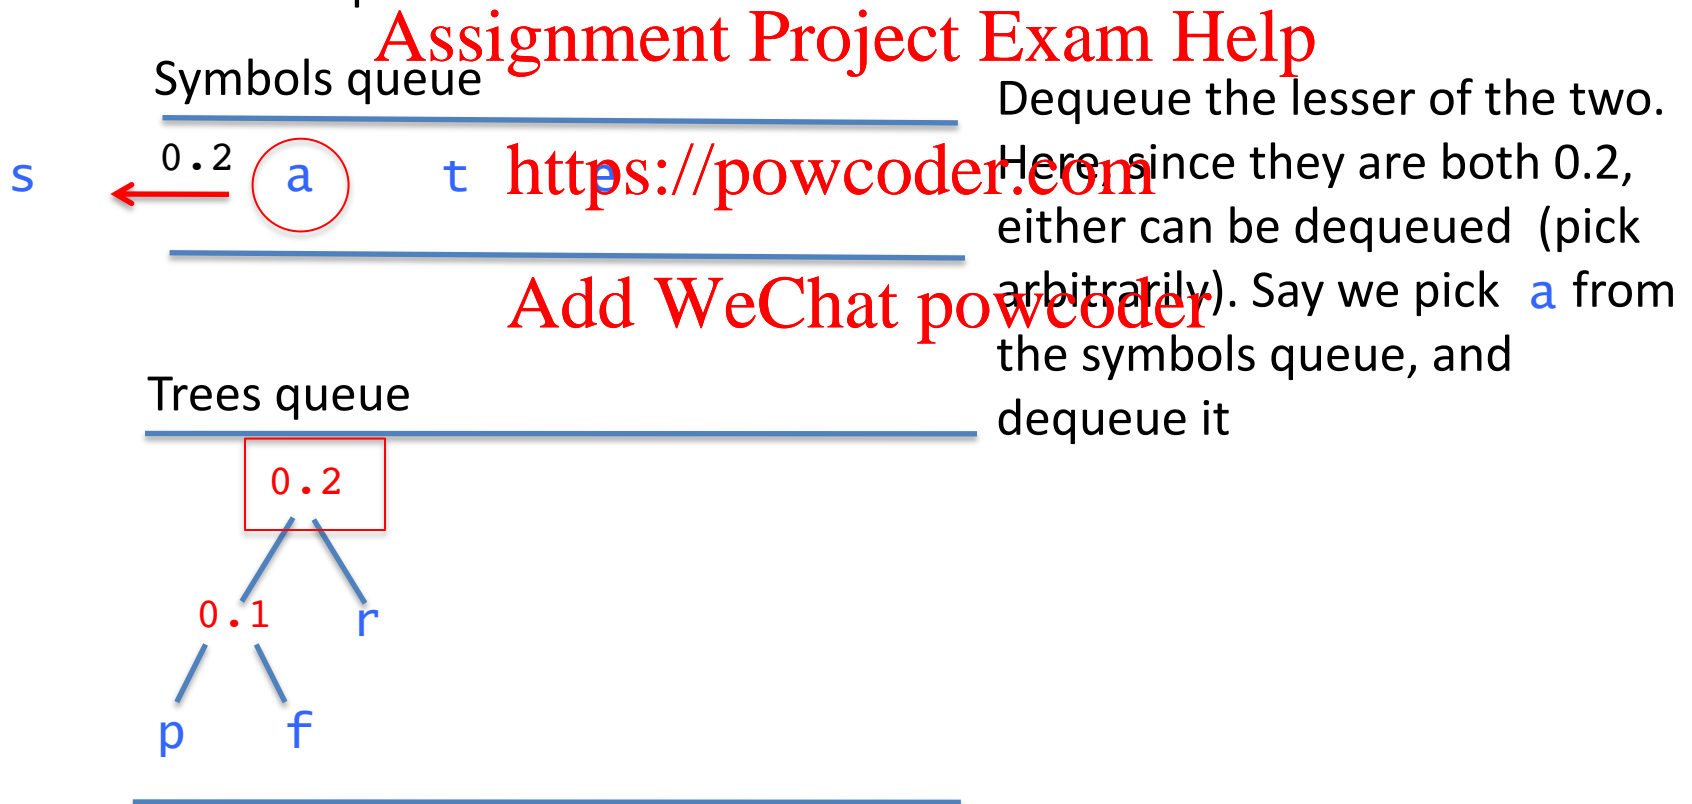 Assignment Project Exam Help
Symbols queue
Dequeue the lesser of the two.
Here, since they are both 0.2,
either can be dequeued (pick
arbitrarily). Say we pick a from
the symbols queue, and
dequeue it
s 0.2 a t e
https://powcoder.com
Add WeChat powcoder
Trees queue
0.2
0.1 r
p f